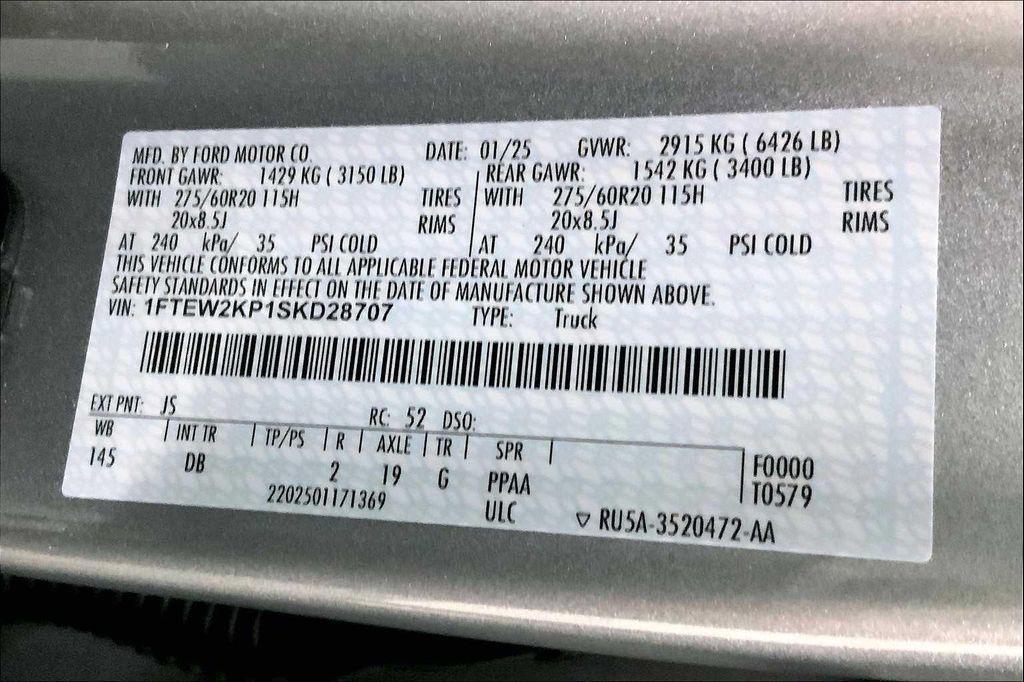 MFD. BY FORD MOTOR CO. DATE: 01/25 GVWR: 2915 KG ( 6426 LB)
FRONT GAWR: 1429 KG ( 3150 LB) REAR GAWR: 1542 KG ( 3400 LB)
WITH 275/60R20 115H TIRES WITH 275/60R20 115H TIRES
20x8.5J RIMS 20x8.5J RIMS
AT 240 kPa/ 35 PSI COLD AT 240 kPa/ 35 PSI COLD
THIS VEHICLE CONFORMS TO ALL APPLICABLE FEDERAL MOTOR VEHICLE
SAFETY STANDARDS IN EFFECT ON THE DATE OF MANUFACTURE SHOWN ABOVE.
VIN: 1FTEW2KP1SKD28707 TYPE: Truck
EXT PNT: JS RC: 52 DSO:
WB INT TR TP/PS R AXLE TR SPR
145 DB 2 19 G PPAA F0000
2202501171369 ULC T0579
▽ RU5A-3520472-AA